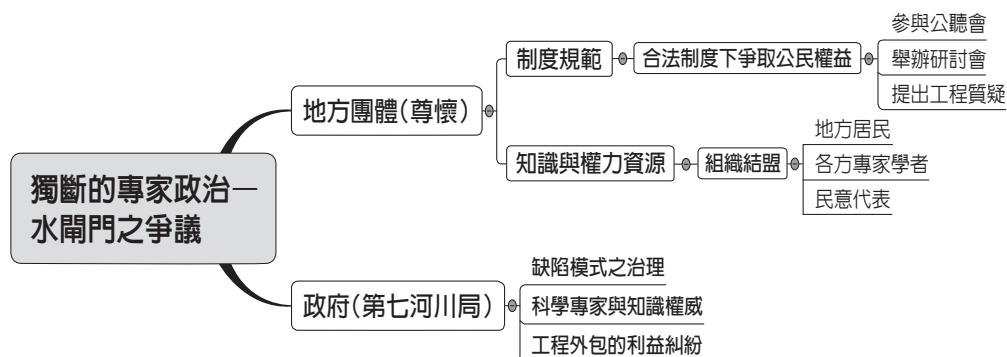 獨斷的專家政治—
水閘門之爭議
地方團體(尊懷)
制度規範
合法制度下爭取公民權益
參與公聽會
舉辦研討會
提出工程質疑
知識與權力資源
組織結盟
地方居民
各方專家學者
民意代表
政府(第七河川局)
缺陷模式之治理
科學專家與知識權威
工程外包的利益糾紛